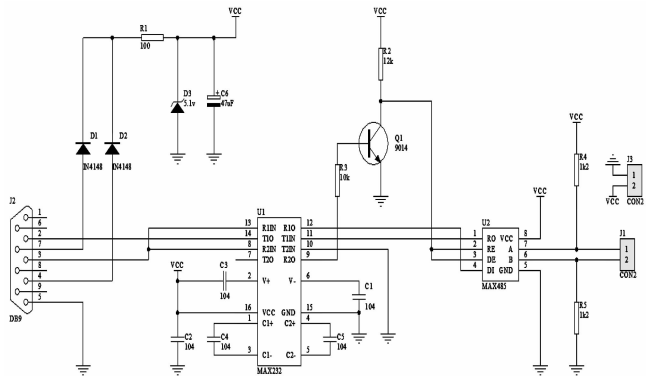 VCC
VCC
R1
100
R2
12k
D3
5.1v
C6
47uF
VCC
D1
IN4148
D2
IN4148
Q1
9014
R3
10k
R4
1k2
J3
1
2
VCC
CON2
J2
1
6
2
7
3
8
4
9
5
DB9
U1
13 R1IN R1O 12
14 T1O T1IN 11
8 R2IN T2IN 10
7 T2O R2O 9
2 V+ V- 6
16 VCC GND 15
1 C1+ C2+ 4
3 C1- C2- 5
MAX232
VCC
C3
104
C2
104
C4
104
C1
104
C5
104
VCC
U2
1 RO VCC 8
2 RE A 7
3 DE B 6
4 DI GND 5
MAX485
J1
1
2
CON2
R5
1k2